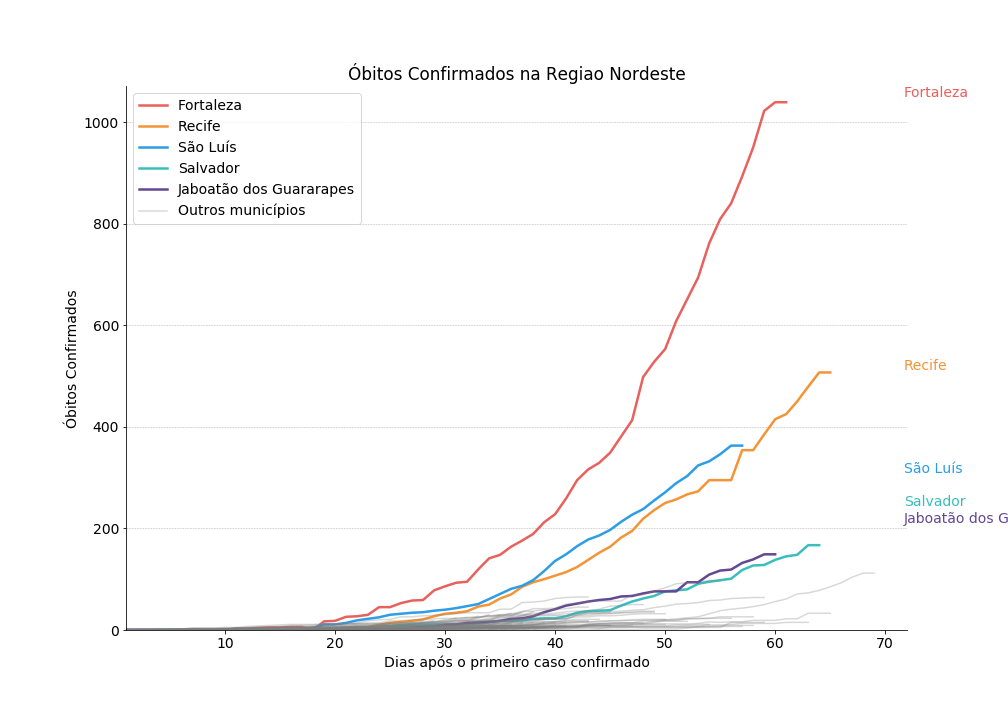 Óbitos Confirmados na Regiao Nordeste
Fortaleza
Recife
São Luís
Salvador
Jaboatão dos Guararapes
Outros municípios
Fortaleza
Recife
São Luís
Salvador
Jaboatão dos G
Óbitos Confirmados
1000
800
600
400
200
0
10
20
30
40
50
60
70
Dias após o primeiro caso confirmado